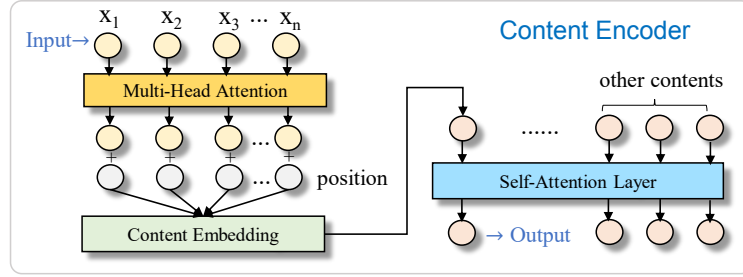 Content Encoder
x1 x2 x3 ... xn
Input→
Multi-Head Attention
+ + + ... +
... position
Content Embedding
other contents
......
Self-Attention Layer
→ Output